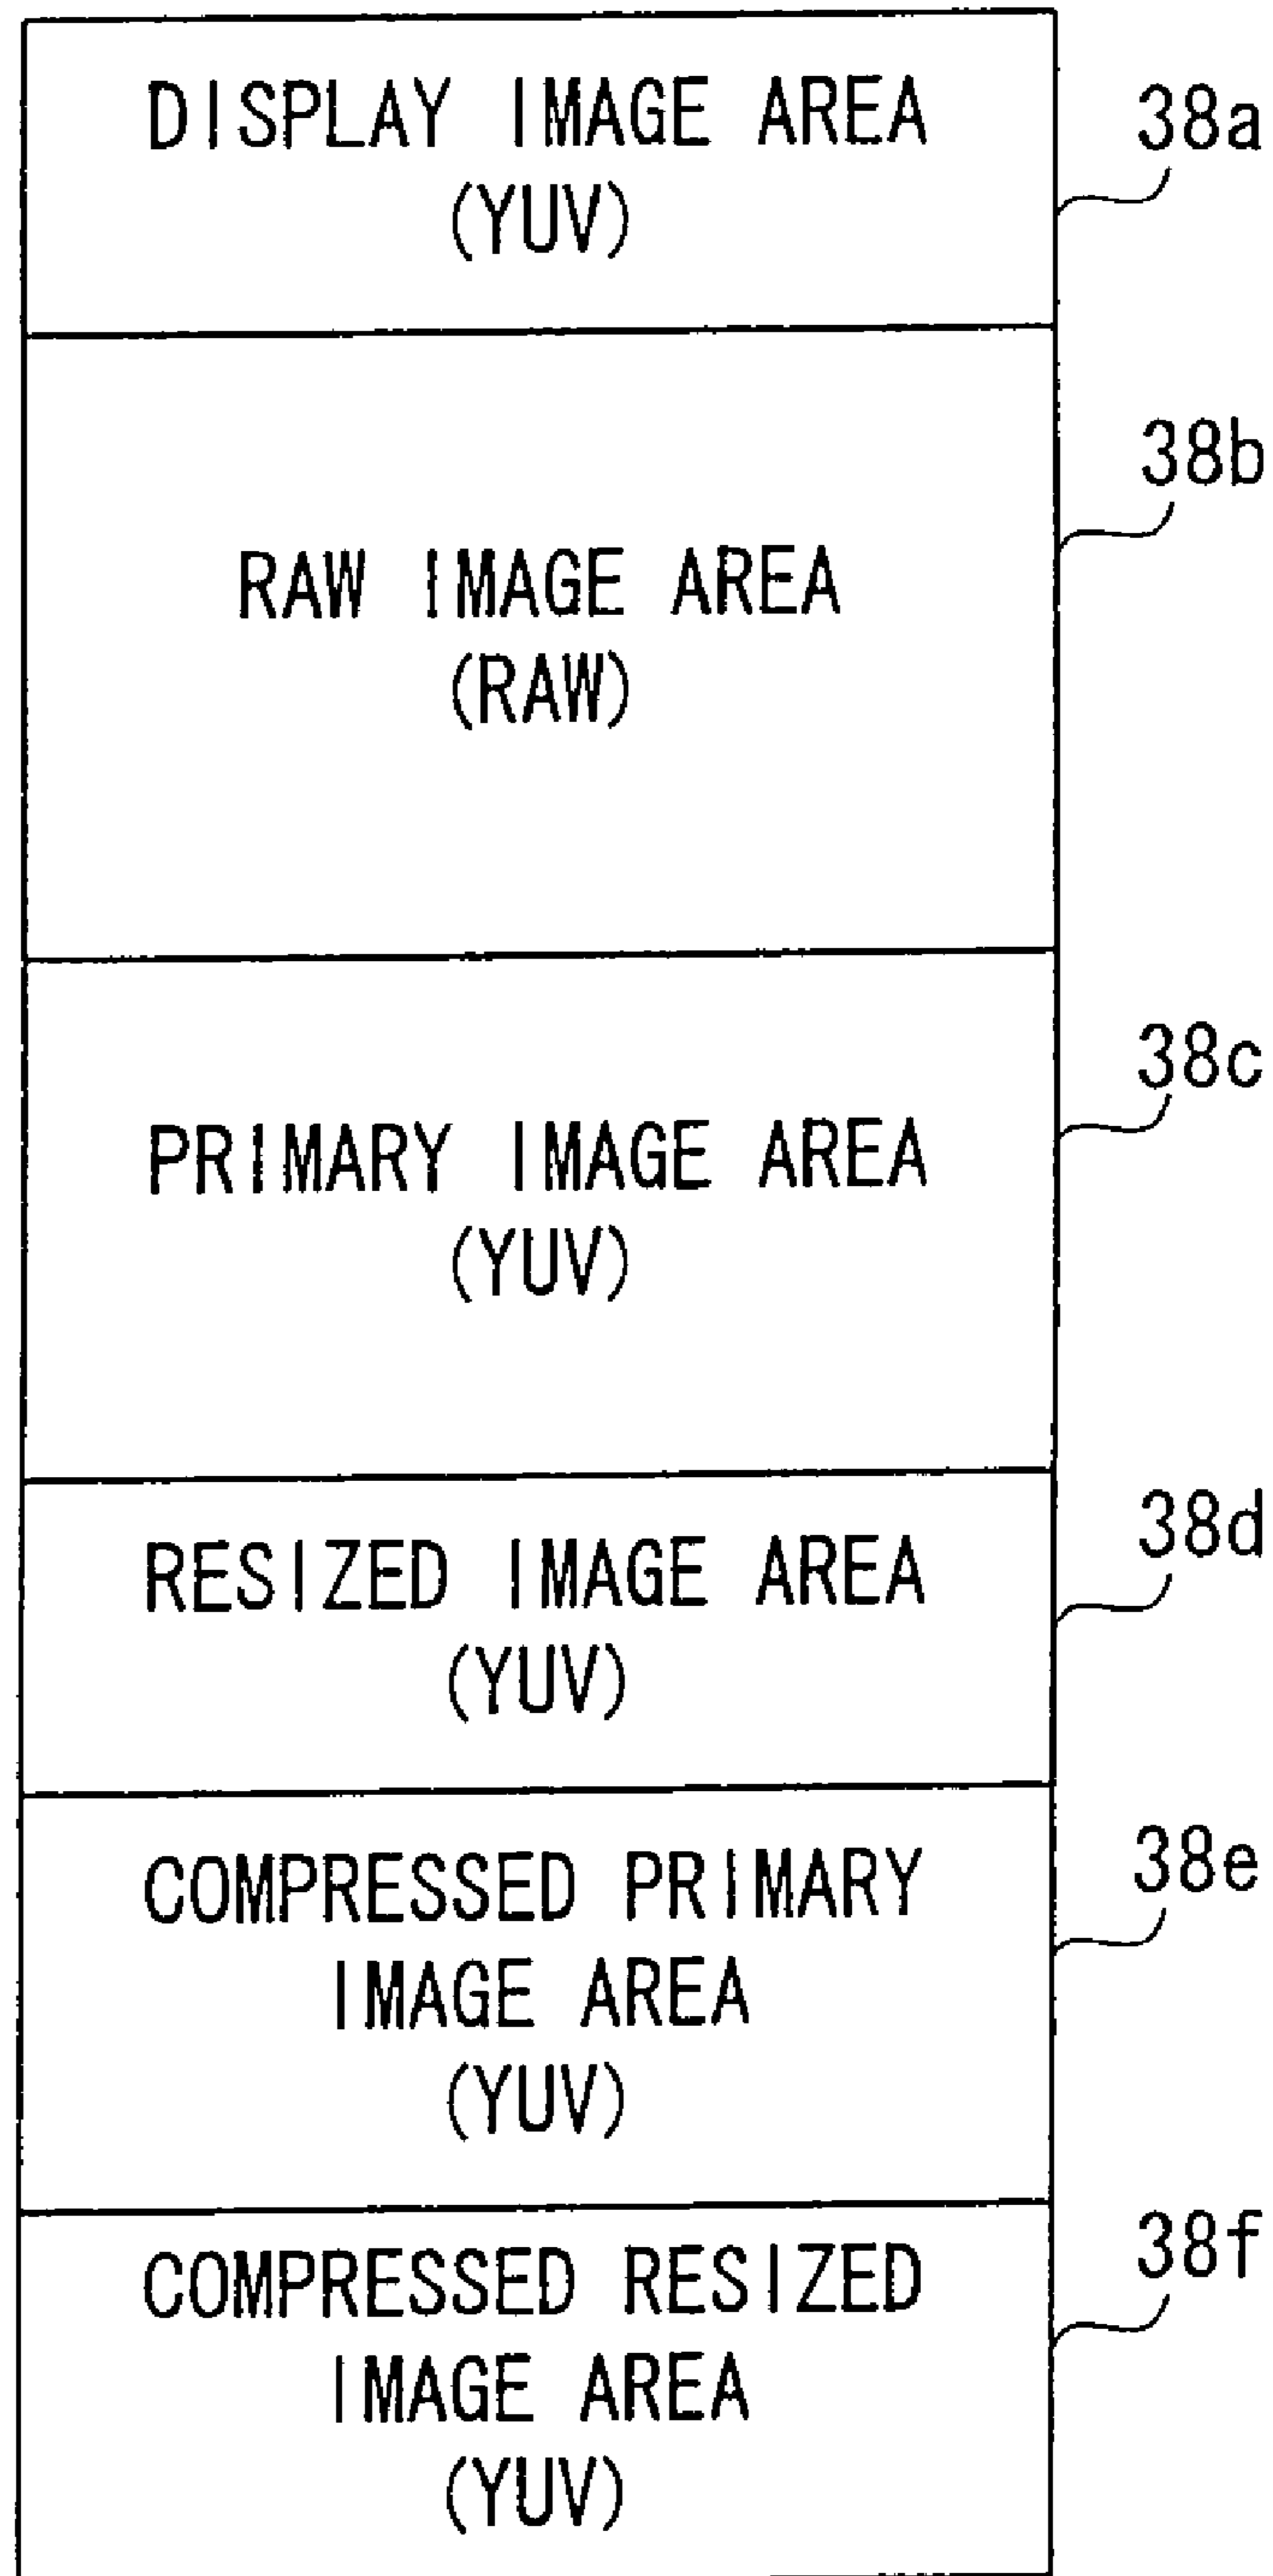 DISPLAY IMAGE AREA
(YUV)
38a
RAW IMAGE AREA
(RAW)
38b
PRIMARY IMAGE AREA
(YUV)
38c
RESIZED IMAGE AREA
(YUV)
38d
COMPRESSED PRIMARY
IMAGE AREA
(YUV)
38e
COMPRESSED RESIZED
IMAGE AREA
(YUV)
38f